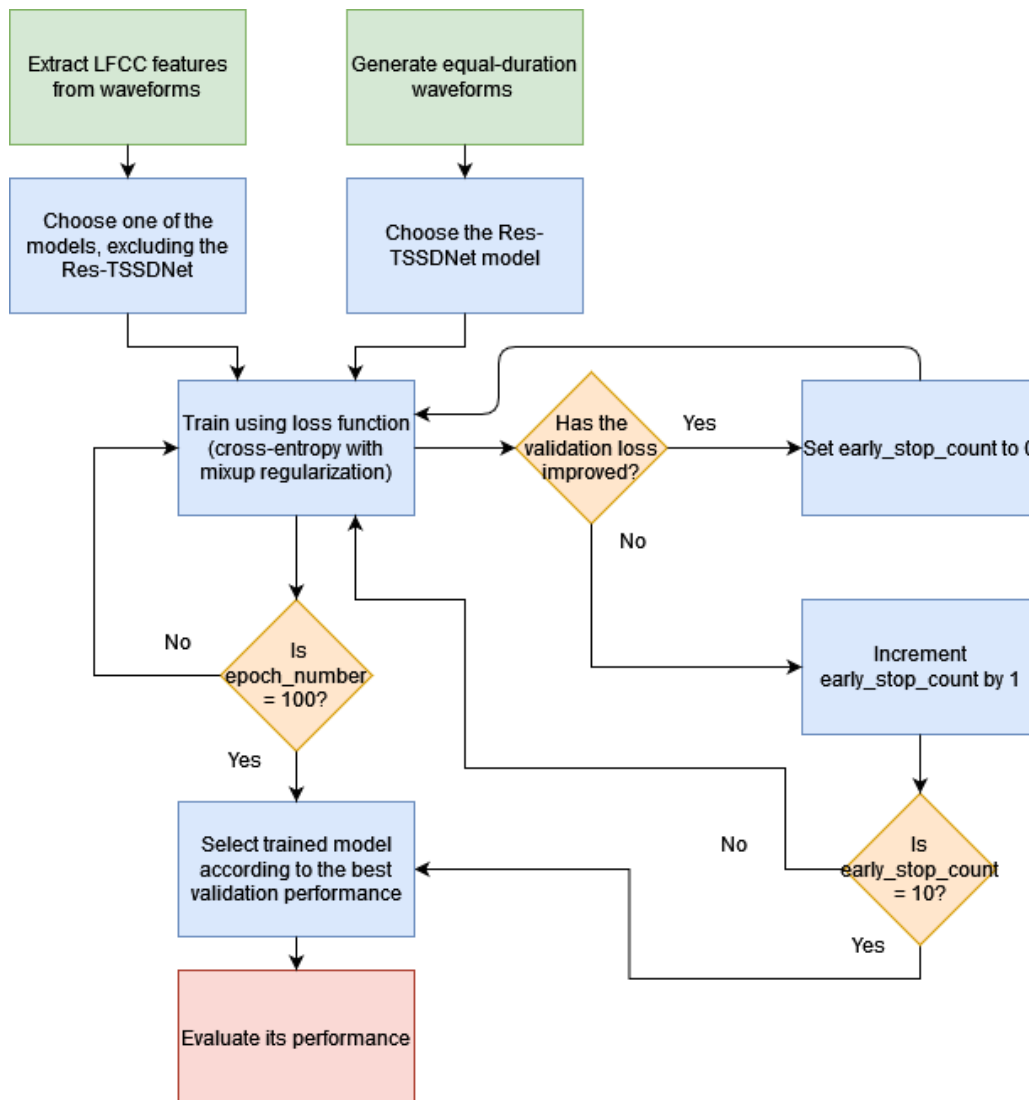 Extract LFCC features
from waveforms
Generate equal-duration
waveforms
Choose one of the
models, excluding the
Res-TSSDNet
Choose the Res-
TSSDNet model
Train using loss function
(cross-entropy with
mixup regularization)
Has the
validation loss
improved?
Yes
Set early_stop_count to 0
No
Increment
early_stop_count by 1
No
Is
epoch_number
= 100?
Yes
Select trained model
according to the best
validation performance
No
Is
early_stop_count
= 10?
Yes
Evaluate its performance